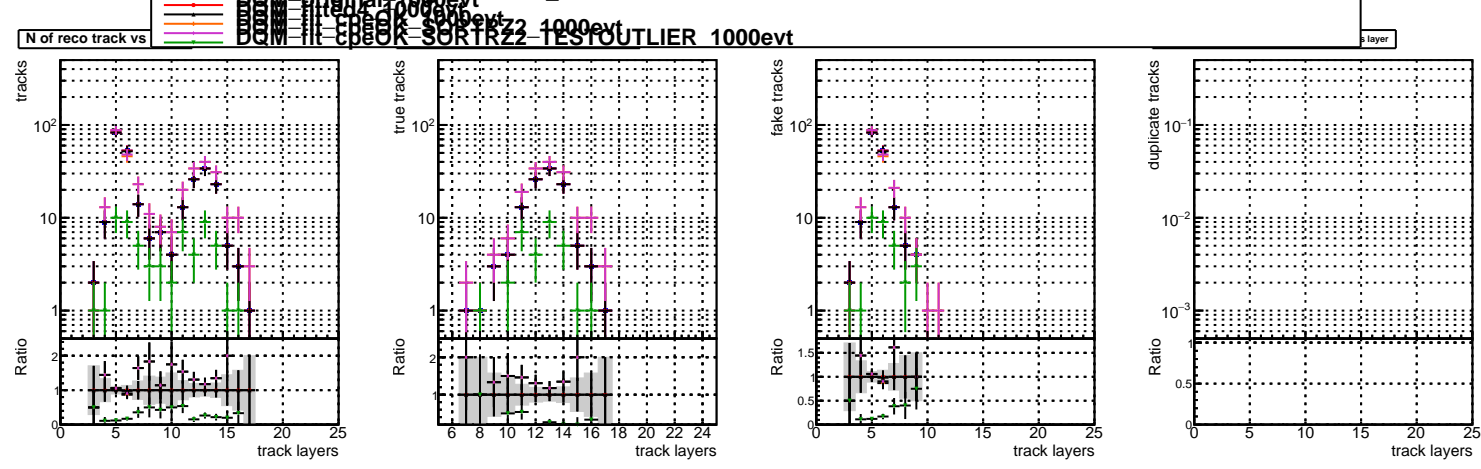 DQM_fit_cpeOK_SORTRZ2_1000evt
DQM_fit_cpeOK_SORTRZ2_TESTOUTLIER_1000evt
N of reco track vs
s layer
tracks
10²
10
1
Ratio
2
1
0
0 5 10 15 20 25
track layers
true tracks
10²
10
1
Ratio
2
1
6 8 10 12 14 16 18 20 22 24
track layers
fake tracks
10²
10
1
Ratio
1.5
1
0.5
0
0 5 10 15 20 25
track layers
duplicate tracks
10⁻¹
10⁻²
10⁻³
Ratio
1
0.5
0
0 5 10 15 20 25
track layers